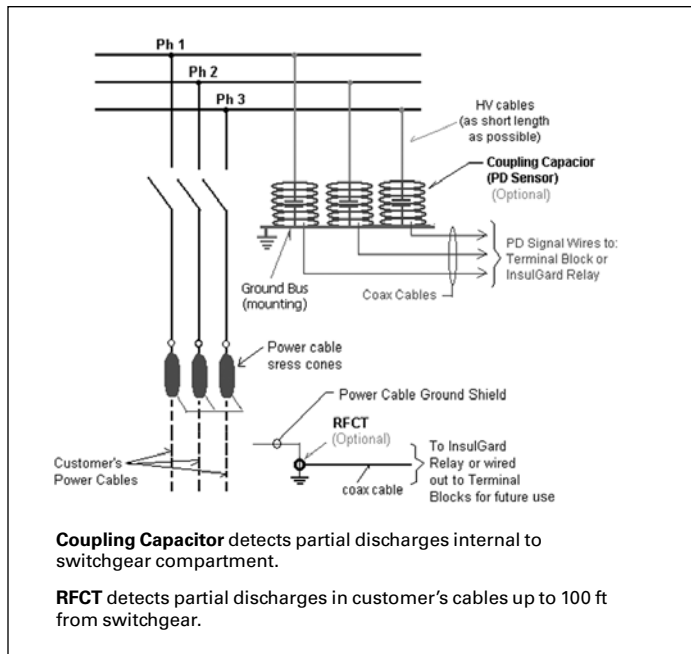 Ph 1
Ph 2
Ph 3
HV cables
(as short length
as possible)
Coupling Capacior
(PD Sensor)
(Optional)
PD Signal Wires to:
Terminal Block or
InsulGard Relay
Ground Bus
(mounting)
Coax Cables
Power cable
sress cones
Power Cable Ground Shield
RFCT
(Optional)
To InsulGard
Relay or wired
out to Terminal
Blocks for future use
Customer's
Power Cables
coax cable
Coupling Capacitor detects partial discharges internal to
switchgear compartment.
RFCT detects partial discharges in customer's cables up to 100 ft
from switchgear.